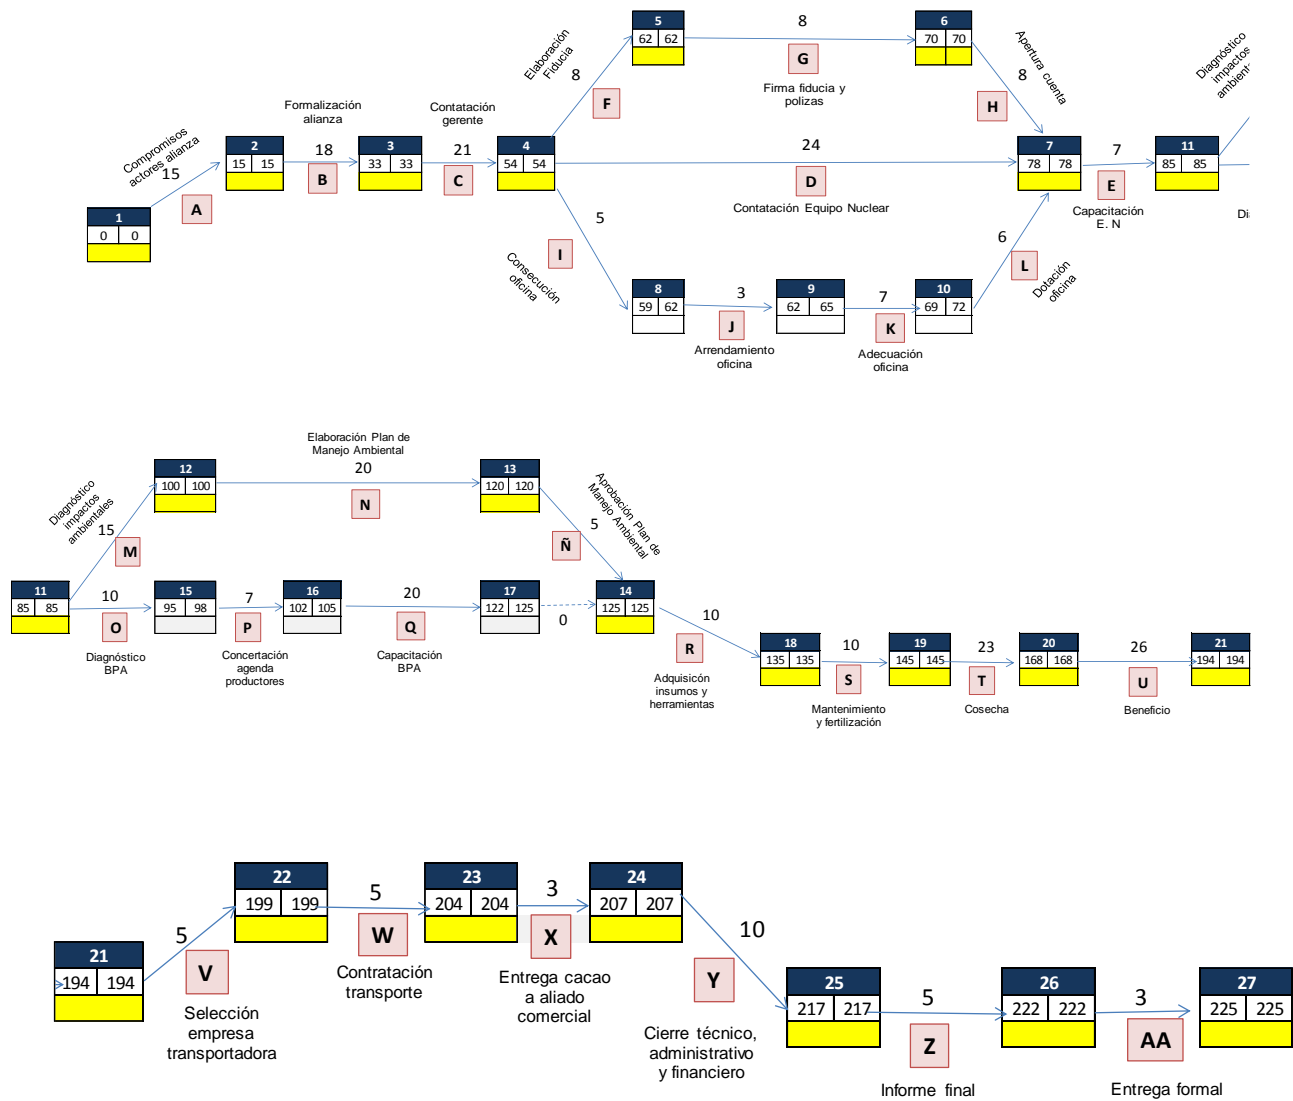 5
62 62
8
G
Firma fiducia y
polizas
6
70 70
Elaboración
Fiducia
8
F
Apertura cuenta
8
H
Diagnóstico
impactos
Formalización
alianza
18
B
Contatación
gerente
21
C
Compromisos
actores alianza
15
A
1
0 0
2
15 15
3
33 33
4
54 54
24
D
Contatación Equipo Nuclear
7
78 78
7
E
Capacitación
E. N
11
85 85
5
I
Consecución
oficina
8
59 62
3
J
Arrendamiento
oficina
9
62 65
7
K
Adecuación
oficina
10
69 72
6
L
Dotación
oficina
Elaboración Plan de
Manejo Ambiental
20
N
12
100 100
13
120 120
Diagnóstico
impactos
ambientales
15
M
Aprobación Plan de
Manejo Ambiental
5
Ñ
11
85 85
10
O
Diagnóstico
BPA
15
95 98
7
P
Concertación
agenda
productores
16
102 105
20
Q
Capacitación
BPA
17
122 125
0
14
125 125
10
R
Adquisicón
insumos y
herramientas
18
135 135
10
S
Mantenimiento
y fertilización
19
145 145
23
T
Cosecha
20
168 168
26
U
Beneficio
21
194 194
21
194 194
5
V
Selección
empresa
transportadora
22
199 199
5
W
Contratación
transporte
23
204 204
3
X
Entrega cacao
a aliado
comercial
24
207 207
10
Y
Cierre técnico,
administrativo
y financiero
25
217 217
5
Z
Informe final
26
222 222
3
AA
Entrega formal
27
225 225